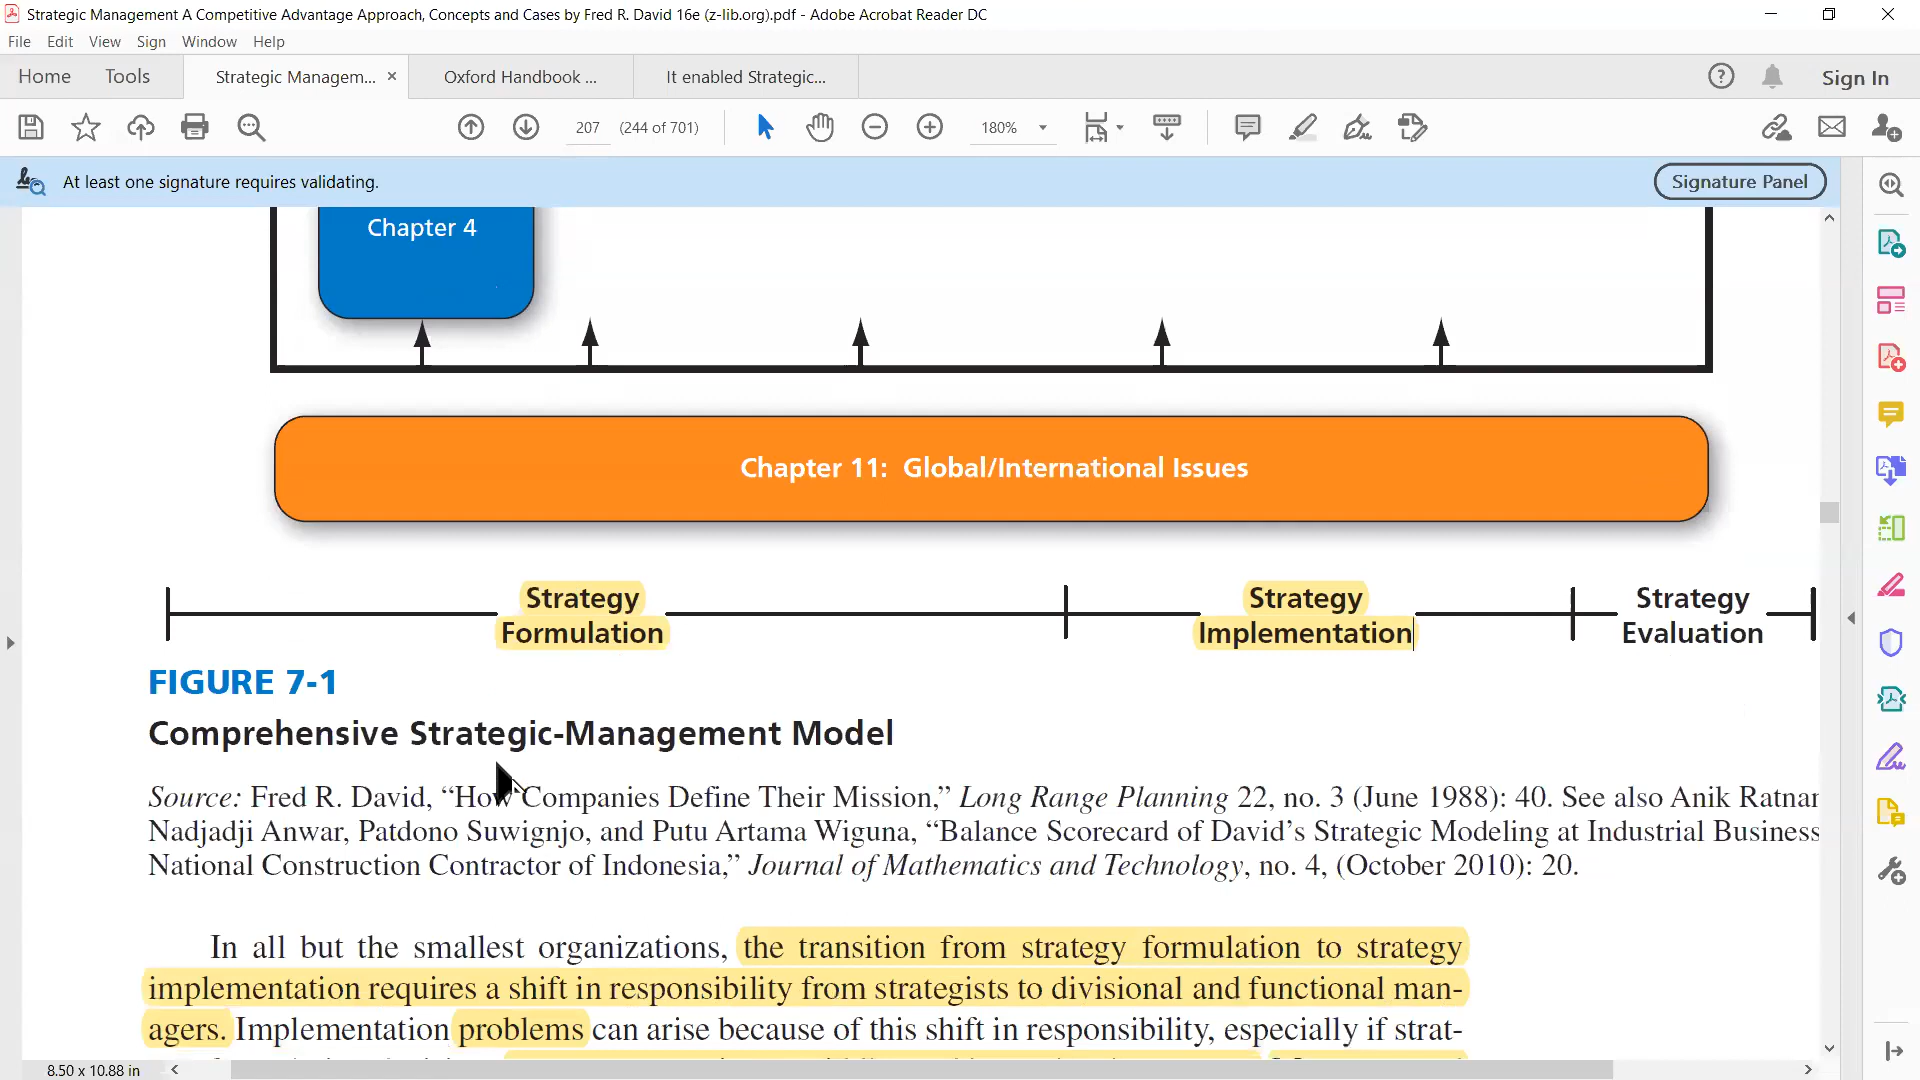 Strategic Management A Competitive Advantage Approach, Concepts and Cases by Fred R. David 16e (z-lib.org).pdf - Adobe Acrobat Reader DC
File Edit View Sign Window Help
Home Tools Strategic Managem... × Oxford Handbook ... It enabled Strategic... Sign In
207 (244 of 701) 180%
At least one signature requires validating. Signature Panel
Chapter 4
Chapter 11: Global/International Issues
Strategy Strategy Strategy
Formulation Implementation Evaluation
FIGURE 7-1
Comprehensive Strategic-Management Model
Source: Fred R. David, “How Companies Define Their Mission,” Long Range Planning 22, no. 3 (June 1988): 40. See also Anik
Nadjadji Anwar, Patdono Suwignjo, and Putu Artama Wiguna, “Balance Scorecard of David’s Strategic Modeling at Industrial Business
National Construction Contractor of Indonesia,” Journal of Mathematics and Technology, no. 4, (October 2010): 20.
In all but the smallest organizations, the transition from strategy formulation to strategy
implementation requires a shift in responsibility from strategists to divisional and functional man-
agers. Implementation problems can arise because of this shift in responsibility, especially if strat-
8.50 x 10.88 in